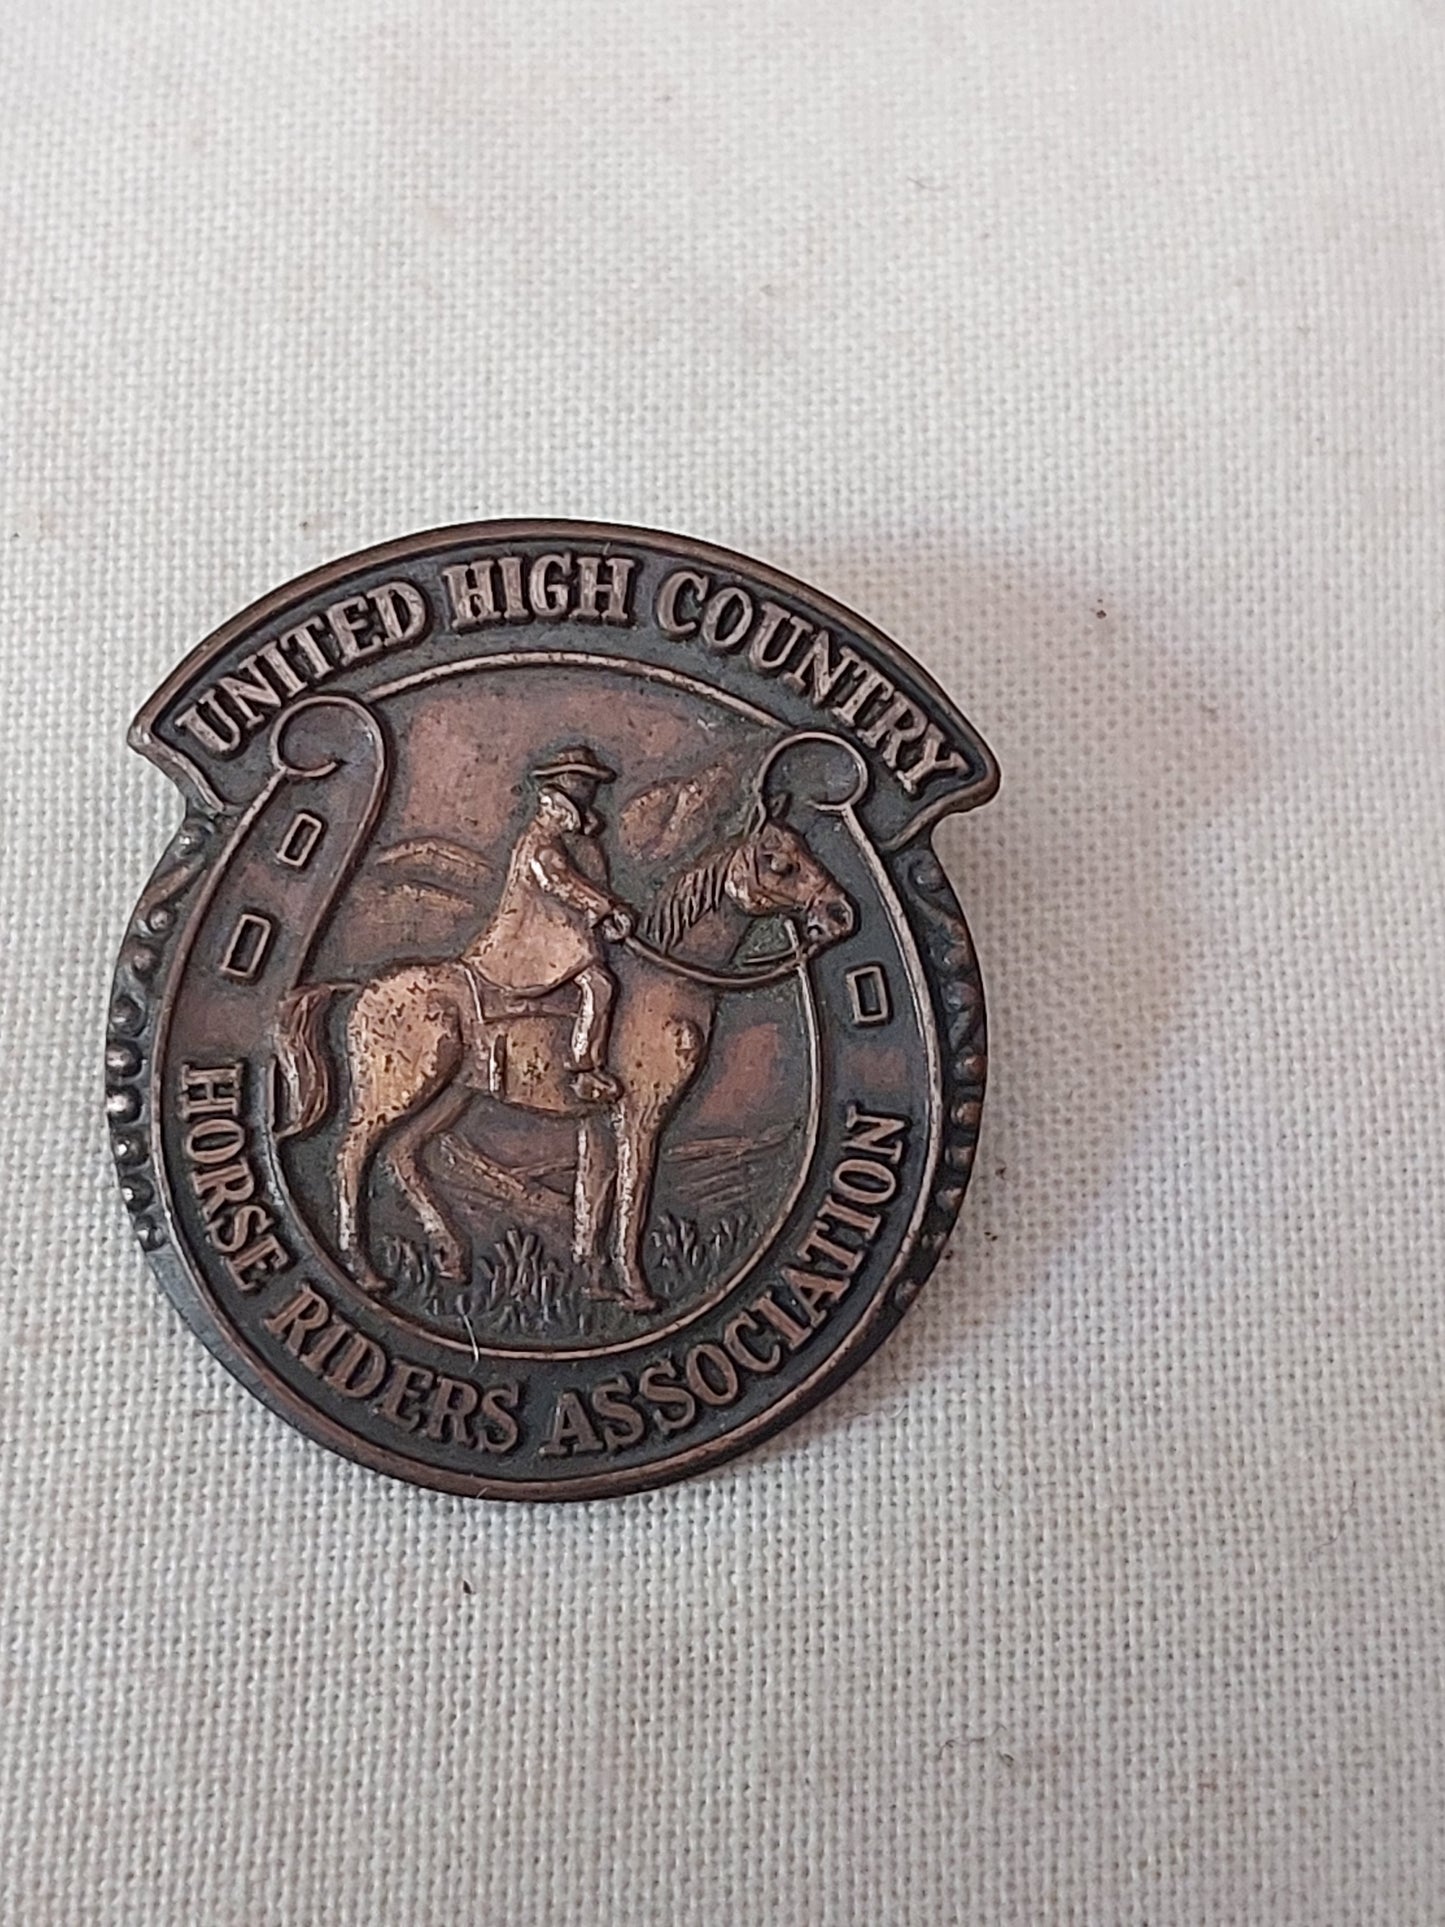 UNITED HIGH COUNTRY
HORSE RIDERS ASSOCIATION